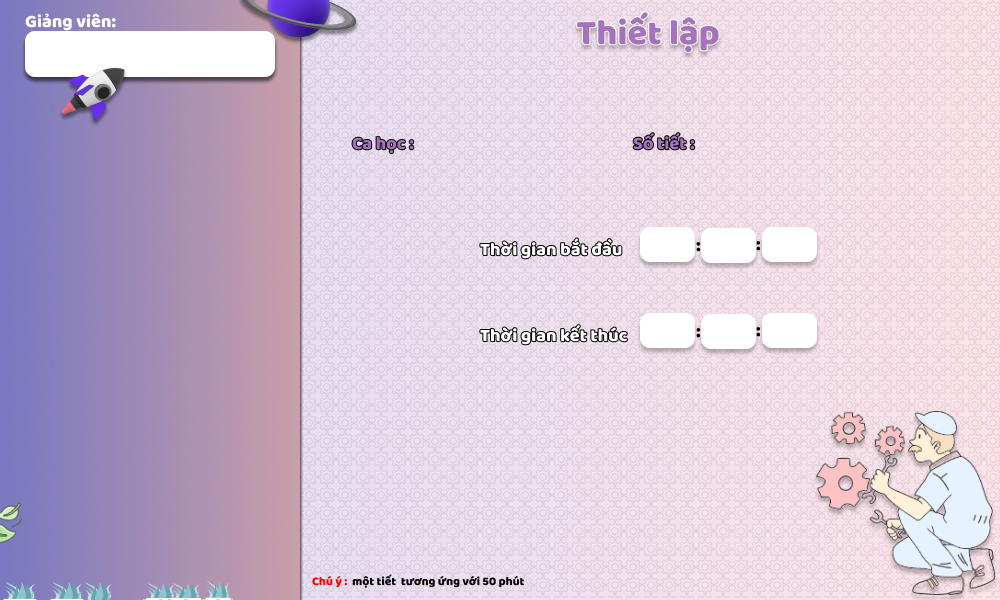 Giảng viên:
Thiết lập
Ca học : Số tiết :
Thời gian bắt đầu : :
Thời gian kết thúc : :
Chú ý : một tiết tương ứng với 50 phút